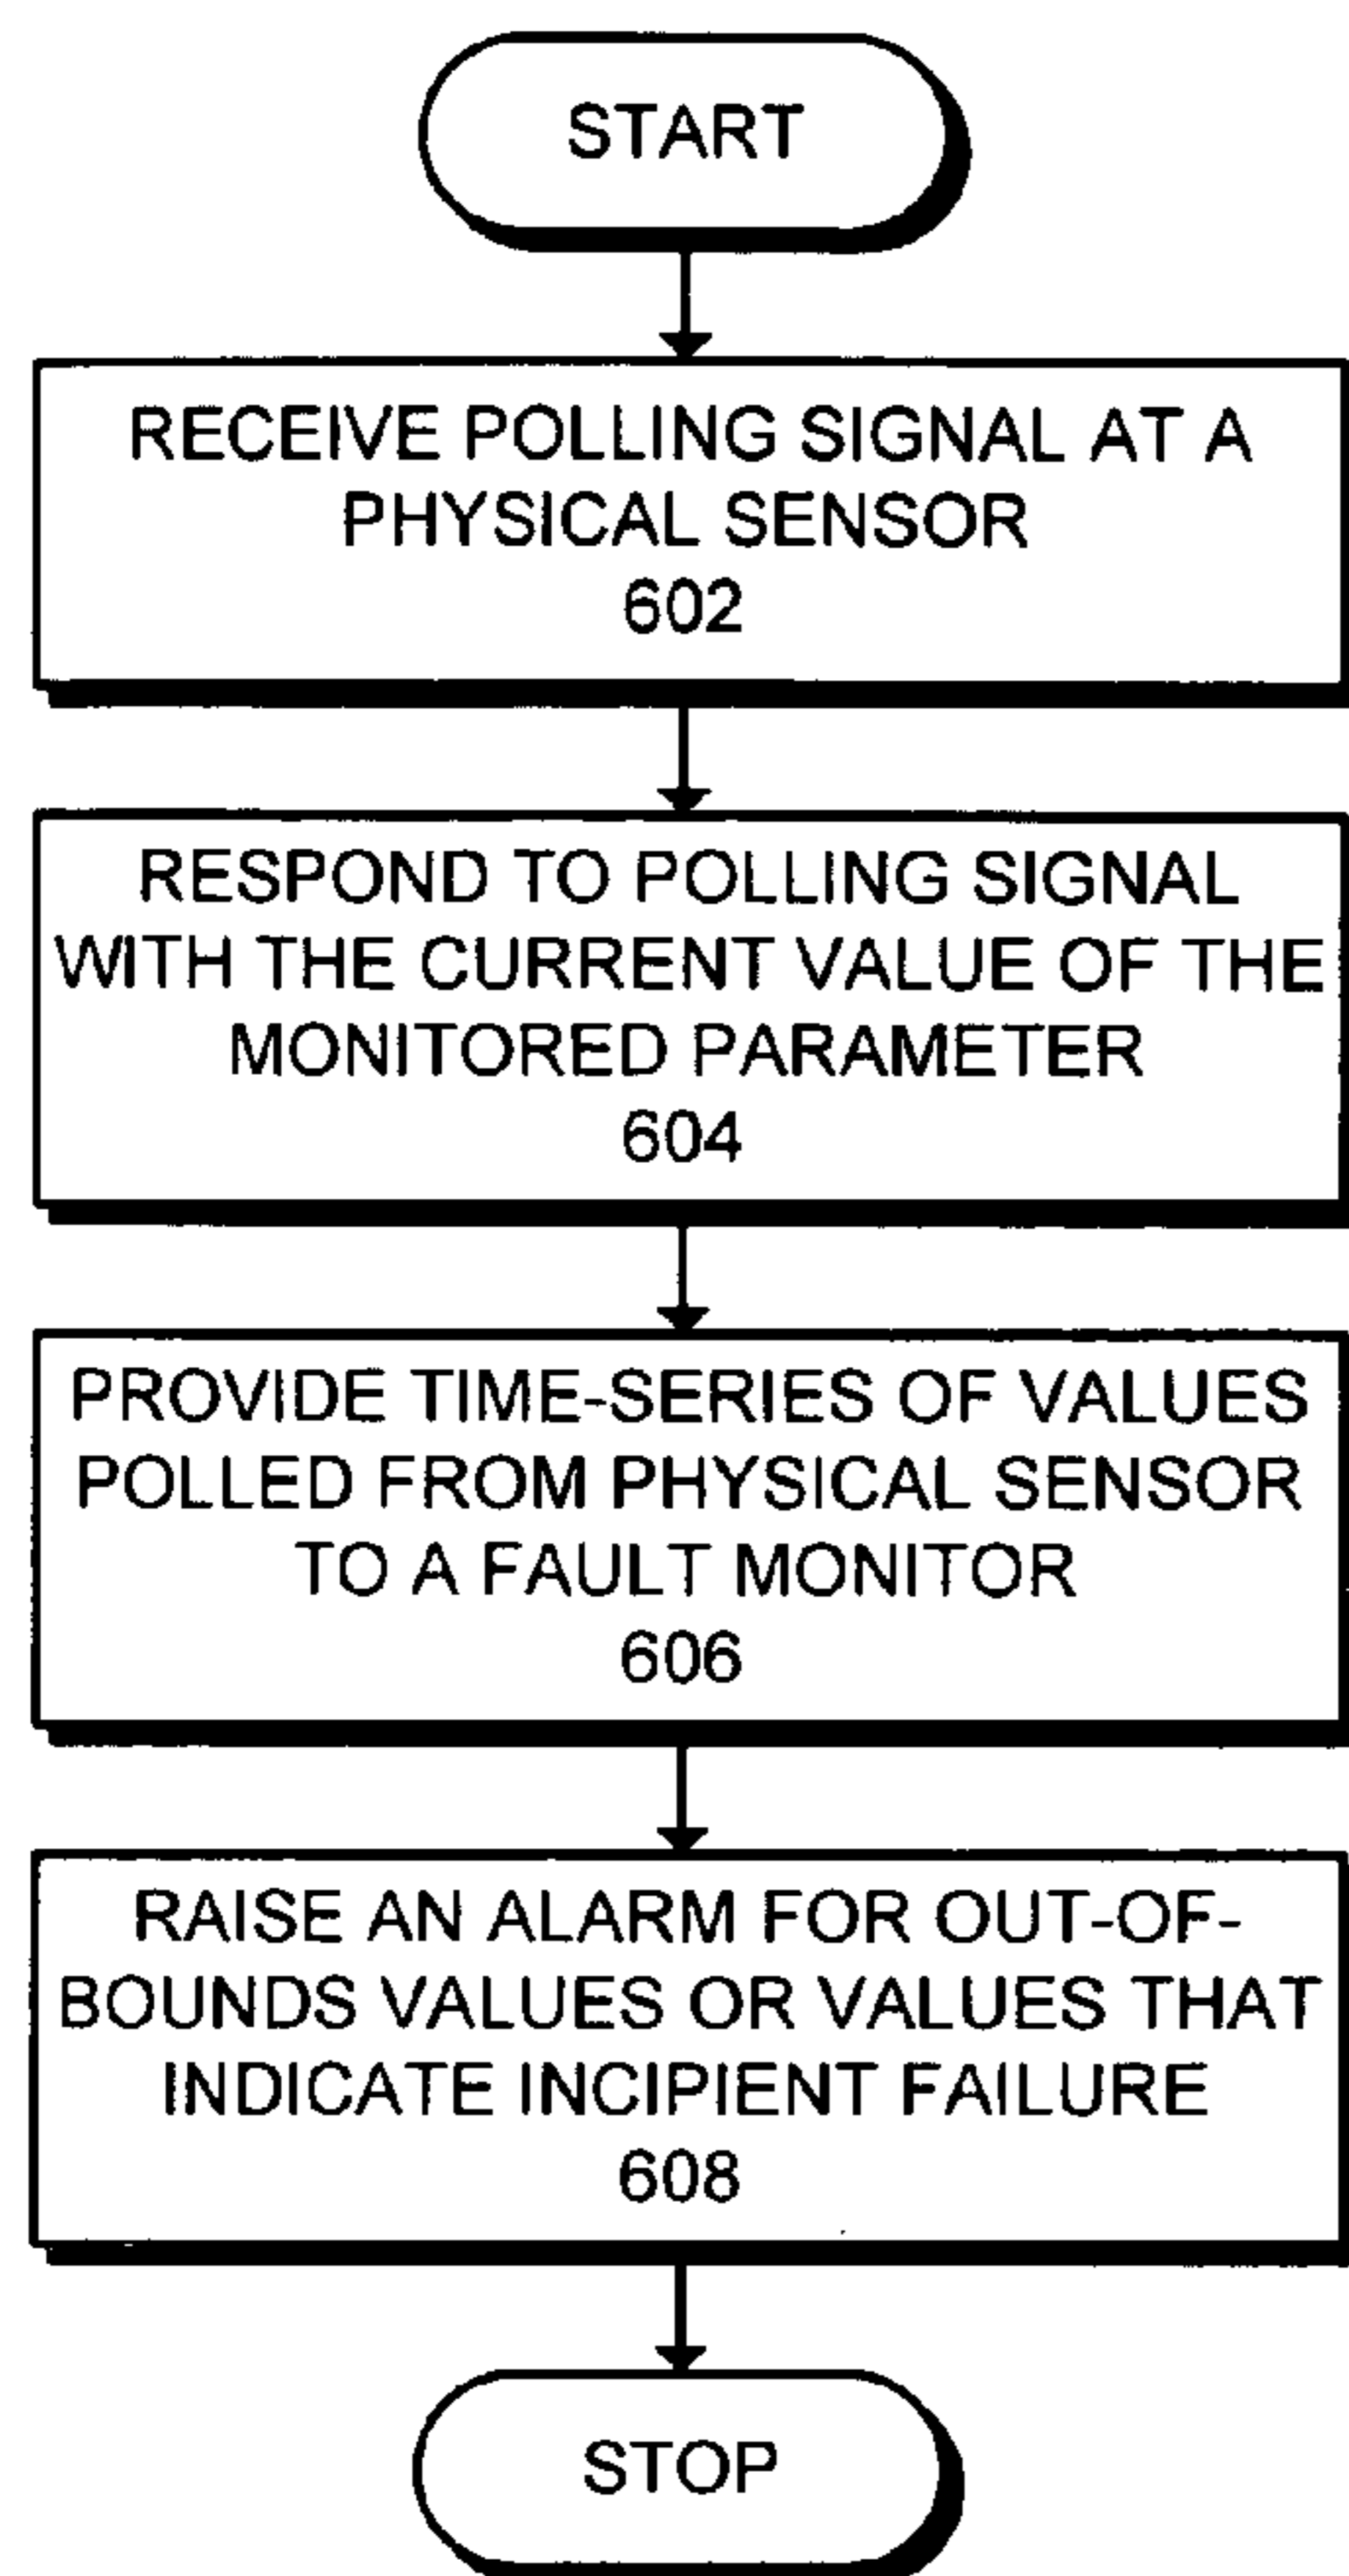 START
RECEIVE POLLING SIGNAL AT A
PHYSICAL SENSOR
602
RESPOND TO POLLING SIGNAL
WITH THE CURRENT VALUE OF THE
MONITORED PARAMETER
604
PROVIDE TIME-SERIES OF VALUES
POLLED FROM PHYSICAL SENSOR
TO A FAULT MONITOR
606
RAISE AN ALARM FOR OUT-OF-
BOUNDS VALUES OR VALUES THAT
INDICATE INCIPIENT FAILURE
608
STOP